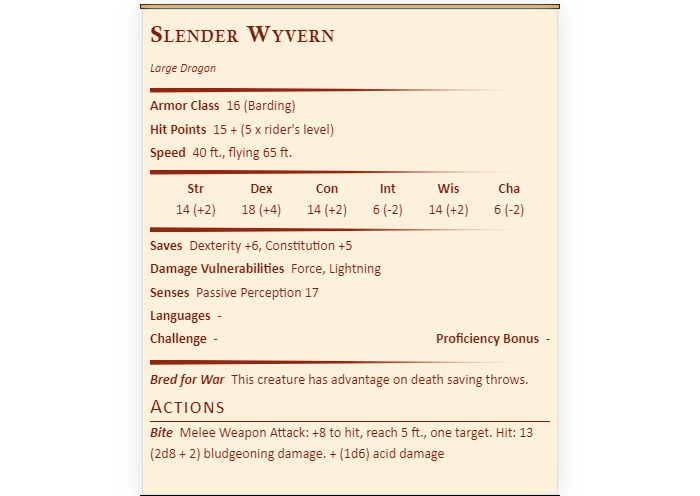 Slender Wyvern
Large Dragon
Armor Class 16 (Barding)
Hit Points 15 + (5 x rider's level)
Speed 40 ft., flying 65 ft.
Str Dex Con Int Wis Cha
14 (+2) 18 (+4) 14 (+2) 6 (-2) 14 (+2) 6 (-2)
Saves Dexterity +6, Constitution +5
Damage Vulnerabilities Force, Lightning
Senses Passive Perception 17
Languages -
Challenge - Proficiency Bonus -
Bred for War This creature has advantage on death saving throws.
Actions
Bite Melee Weapon Attack: +8 to hit, reach 5 ft., one target. Hit: 13
(2d8 + 2) bludgeoning damage. + (1d6) acid damage